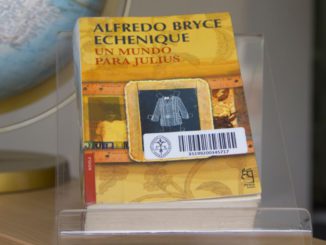 ALFREDO BRYCE
ECHENIQUE
UN MUNDO
PARA JULIUS